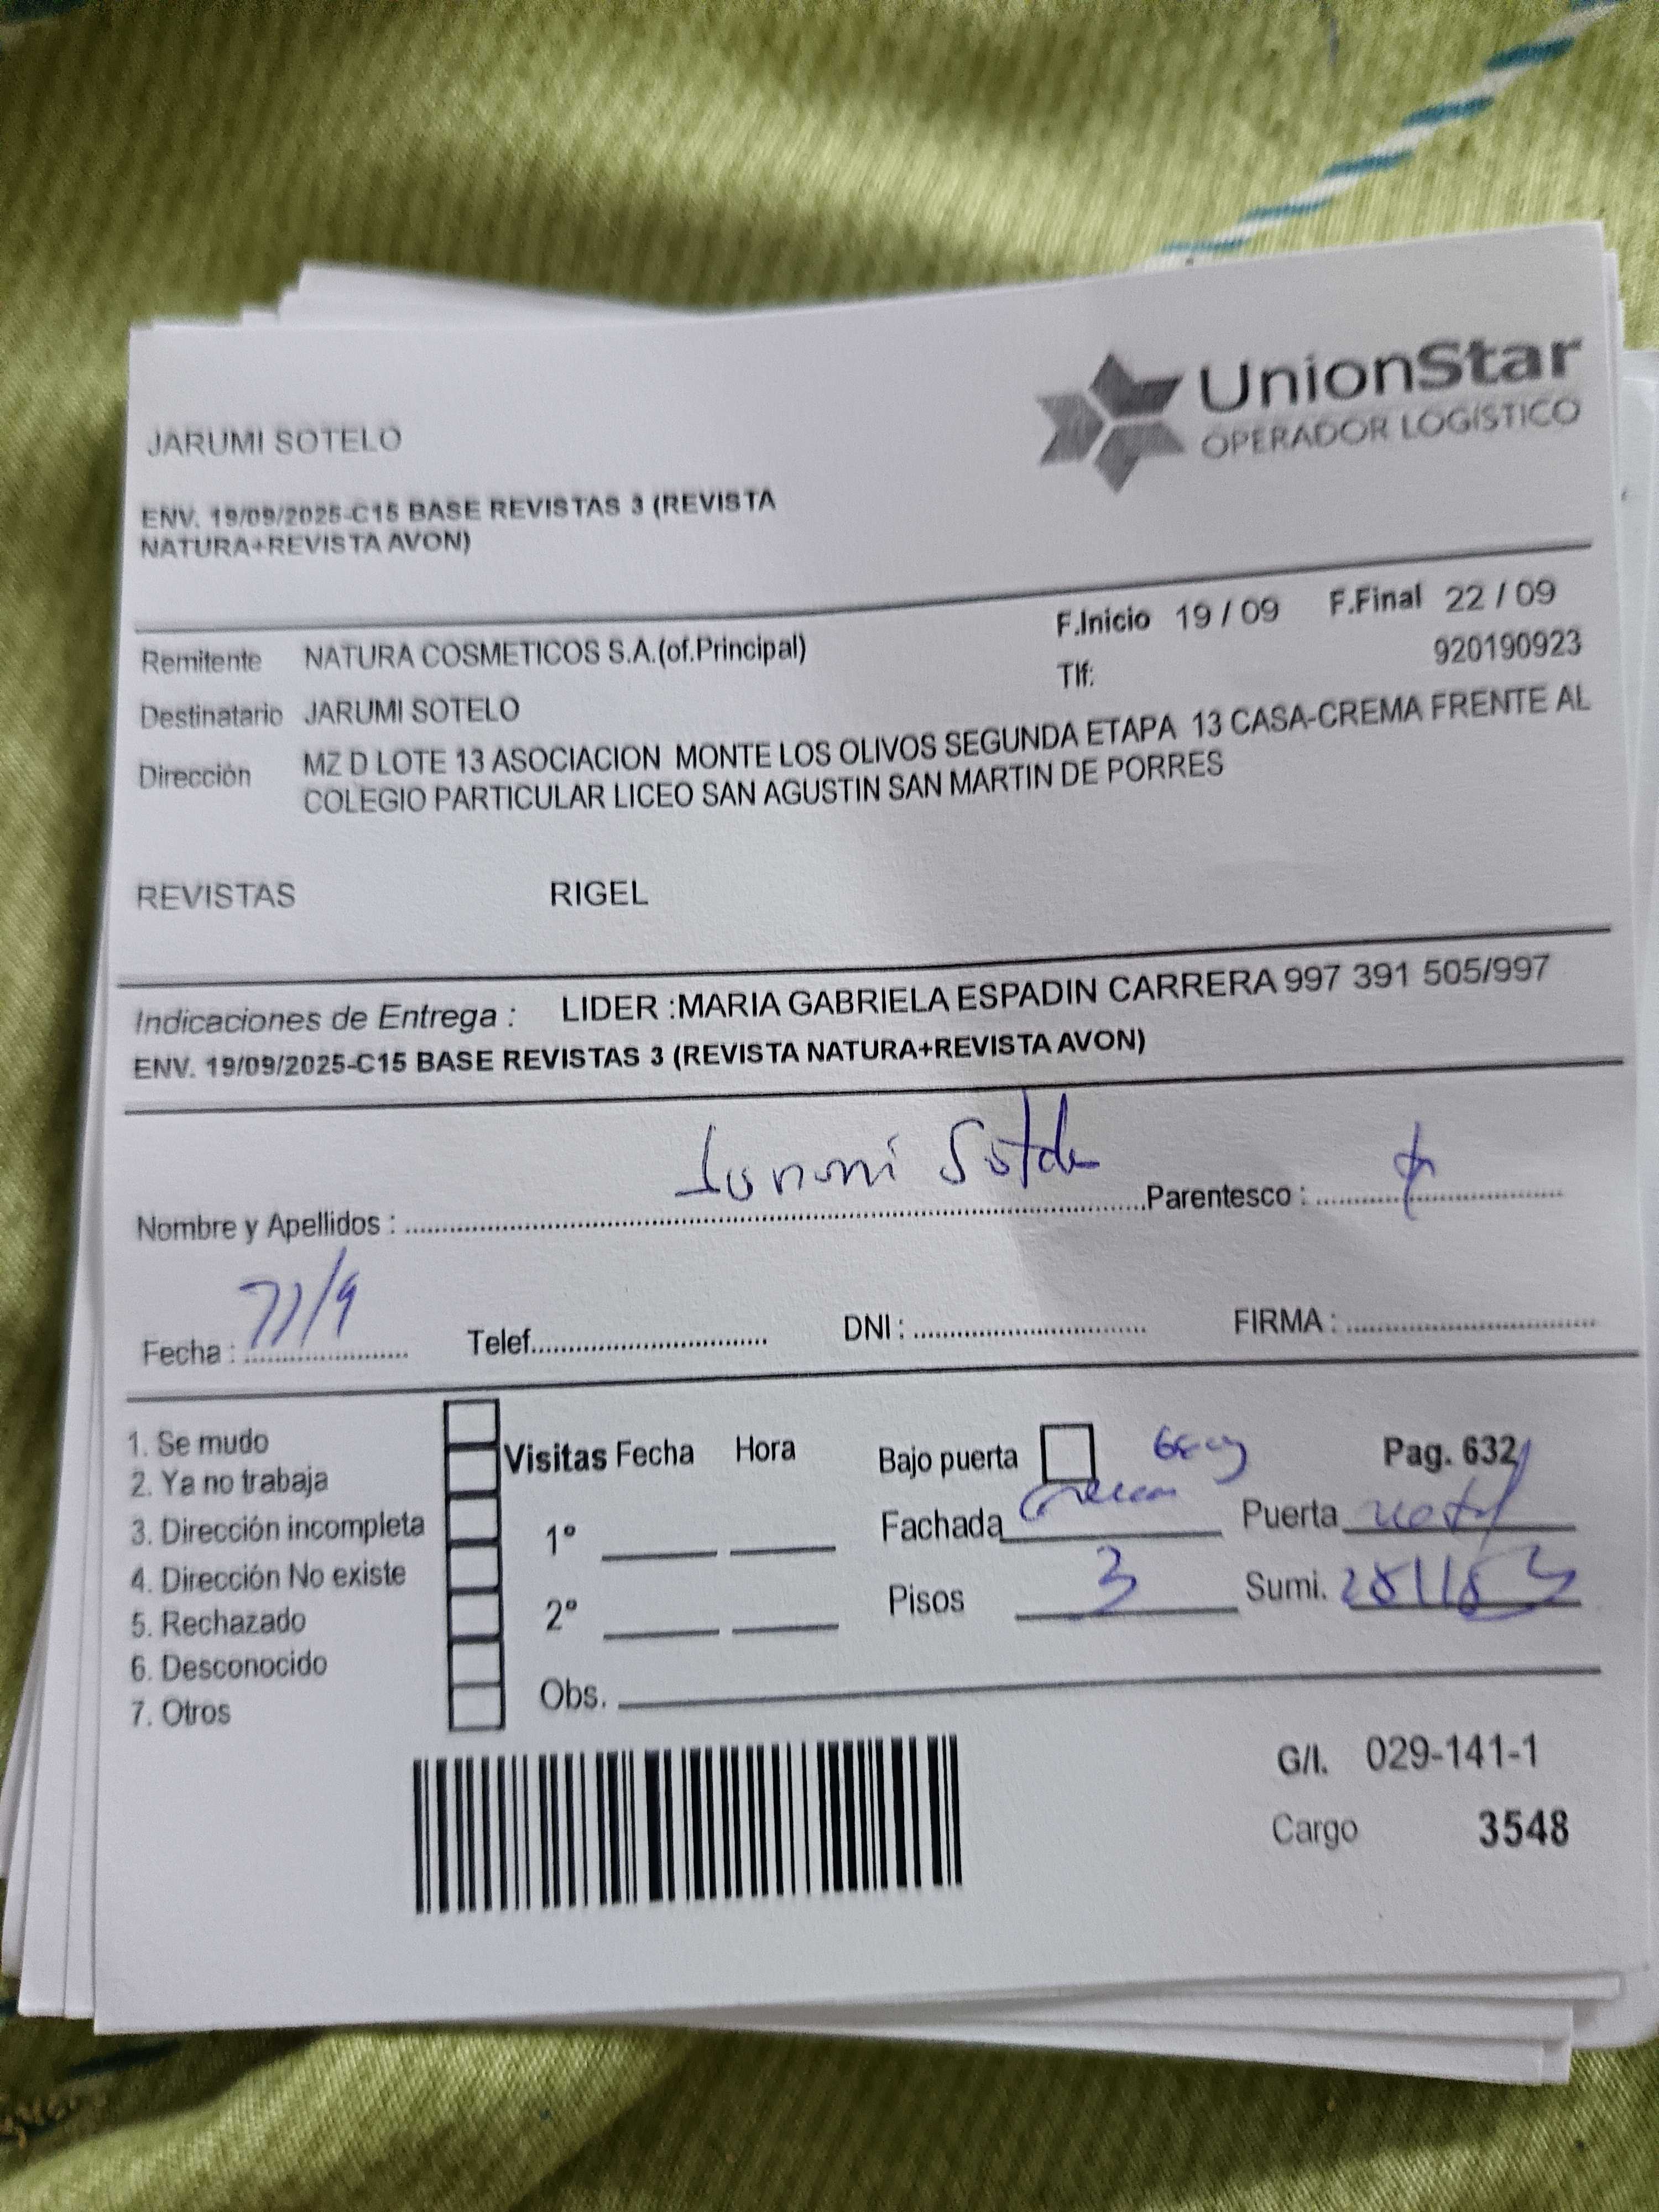 UnionStar
OPERADOR LOGÍSTICO
JARUMI SOTELO
ENV. 19/09/2025-C15 BASE REVISTAS 3 (REVISTA
NATURA+REVISTA AVON)
F.Inicio 19 / 09 F.Final 22 / 09
Remitente NATURA COSMETICOS S.A.(of.Principal)
Tlf: 920190923
Destinatario JARUMI SOTELO
Dirección MZ D LOTE 13 ASOCIACION MONTE LOS OLIVOS SEGUNDA ETAPA 13 CASA-CREMA FRENTE AL
COLEGIO PARTICULAR LICEO SAN AGUSTIN SAN MARTIN DE PORRES
REVISTAS RIGEL
Indicaciones de Entrega : LIDER :MARIA GABRIELA ESPADIN CARRERA 997 391 505/997
ENV. 19/09/2025-C15 BASE REVISTAS 3 (REVISTA NATURA+REVISTA AVON)
Nombre y Apellidos : Parentesco :
Fecha : Telef. DNI : FIRMA :
1. Se mudo
2. Ya no trabaja
3. Dirección incompleta
4. Dirección No existe
5. Rechazado
6. Desconocido
7. Otros
Visitas Fecha Hora
1º
2º
Obs.
Bajo puerta Pag. 632
Fachada Puerta
Pisos 3 Sumi.
G/I. 029-141-1
Cargo 3548